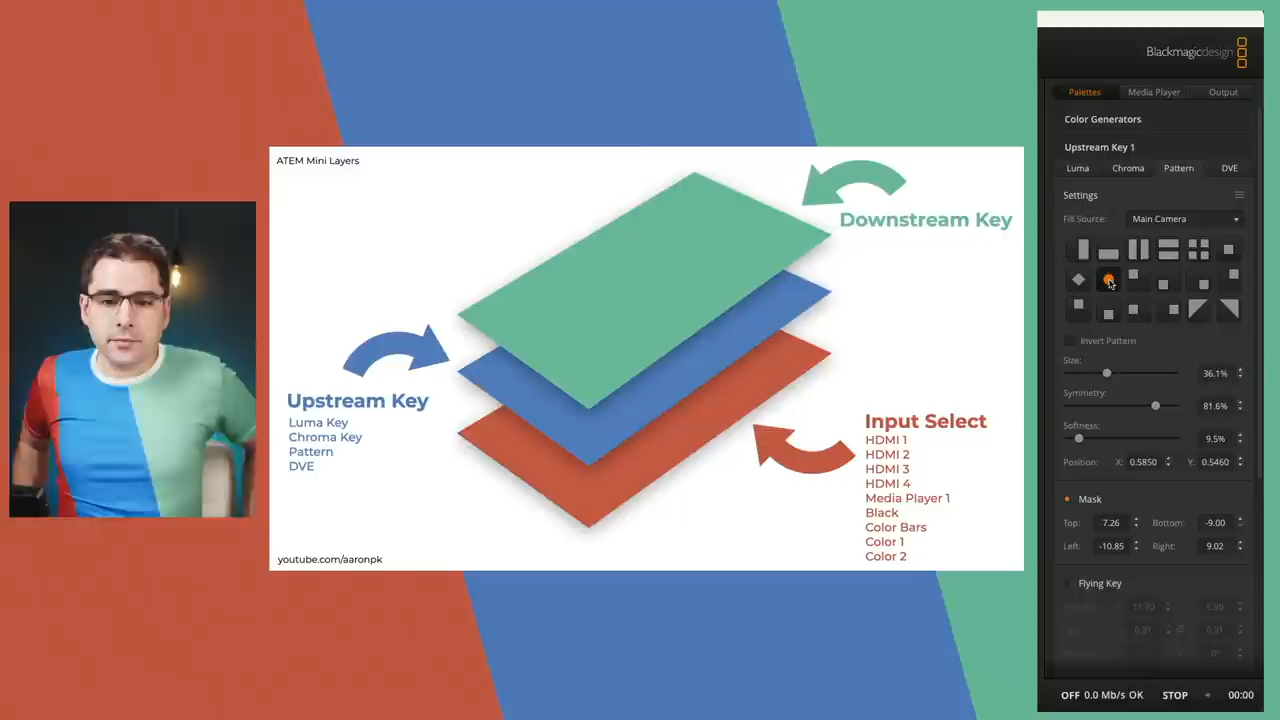 ATEM Mini Layers
Downstream Key
Upstream Key
Luma Key
Chroma Key
Pattern
DVE
Input Select
HDMI 1
HDMI 2
HDMI 3
HDMI 4
Media Player 1
Black
Color Bars
Color 1
Color 2
youtube.com/aaronpk
Blackmagicdesign
Palettes Media Player Output
Color Generators
Upstream Key 1
Luma Chroma Pattern DVE
Settings
Fill Source: Main Camera
Invert Pattern
Size: 36.1%
Symmetry: 81.6%
Softness: 9.5%
Position: X: 0.5850 Y: 0.5460
Mask
Top: 7.26 Bottom: -9.00
Left: -10.85 Right: 9.02
Flying Key
OFF 0.0 Mb/s OK STOP 00:00